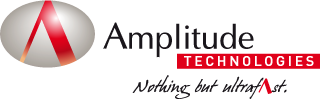 Amplitude
TECHNOLOGIES
Nothing but ultrafast.